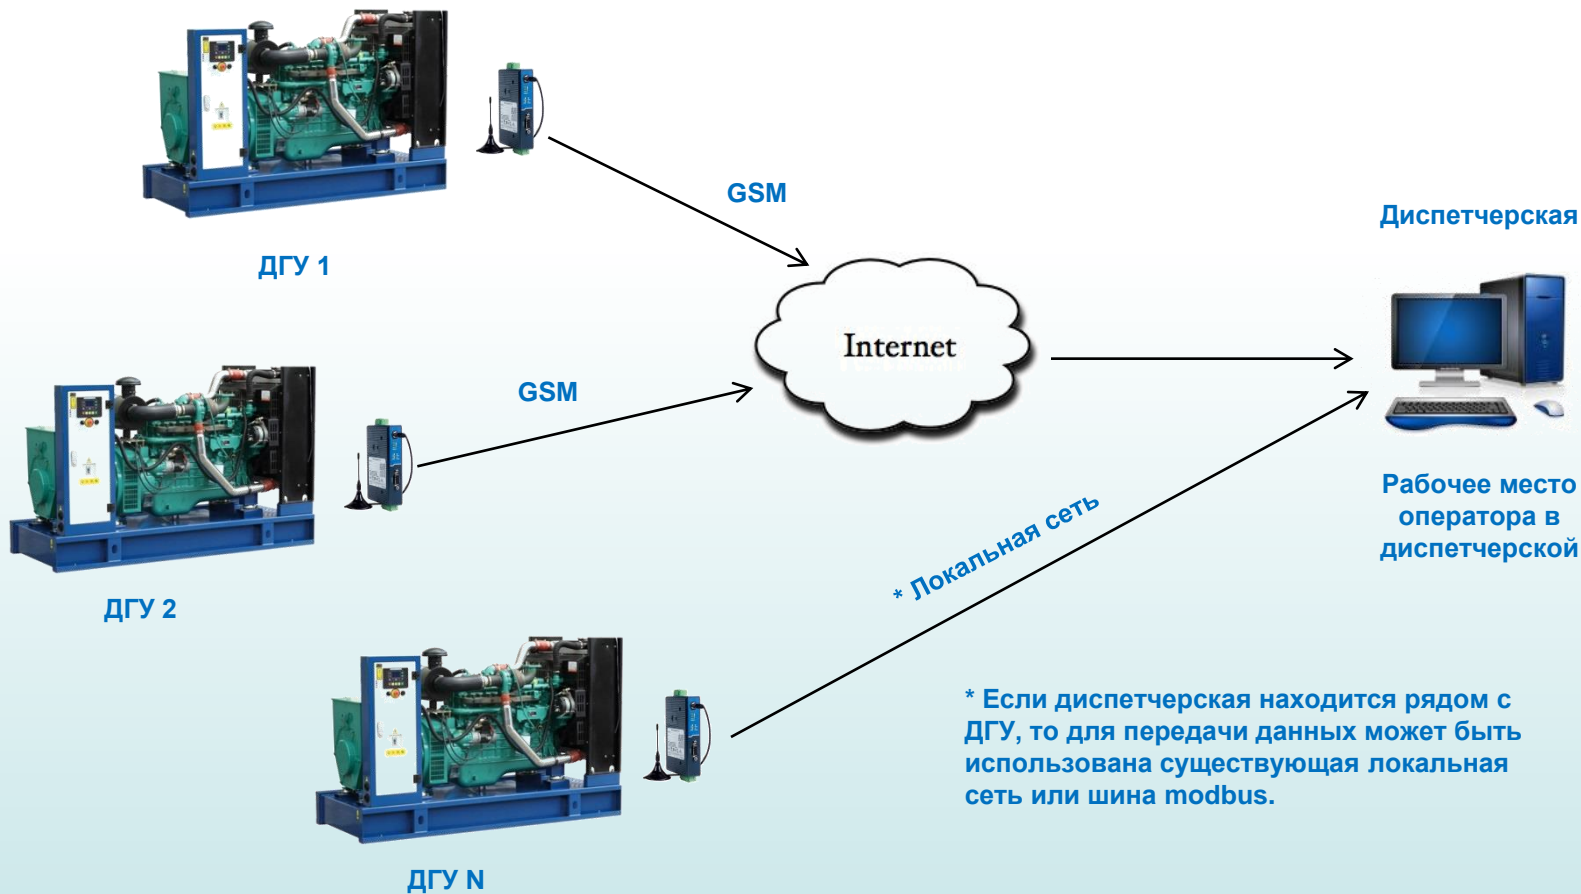 GSM
Диспетчерская
ДГУ 1
Internet
GSM
* Локальная сеть
Рабочее место
оператора в
диспетчерской
ДГУ 2
* Если диспетчерская находится рядом с
ДГУ, то для передачи данных может быть
использована существующая локальная
сеть или шина modbus.
ДГУ N